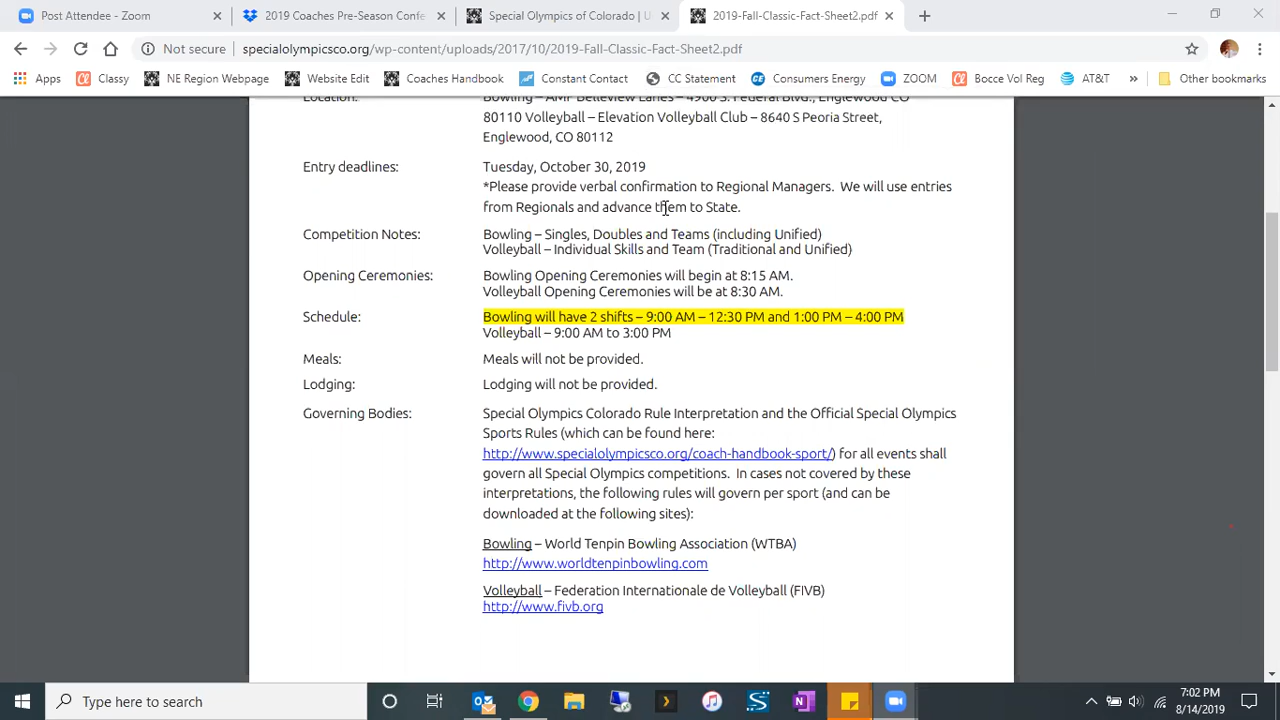 Post Attendee - Zoom
2019 Coaches Pre-Season Confe
Special Olympics of Colorado | U
2019-Fall-Classic-Fact-Sheet2.pdf
Not secure
specialolympicsco.org/wp-content/uploads/2017/10/2019-Fall-Classic-Fact-Sheet2.pdf
Apps
Classy
NE Region Webpage
Website Edit
Coaches Handbook
Constant Contact
CC Statement
Consumers Energy
ZOOM
Bocce Vol Reg
AT&T
Other bookmarks
Location: Bowling – AMF Belleview Lanes – 4900 S. Federal Blvd., Englewood CO
80110 Volleyball – Elevation Volleyball Club – 8640 S Peoria Street,
Englewood, CO 80112
Entry deadlines: Tuesday, October 30, 2019
*Please provide verbal confirmation to Regional Managers. We will use entries
from Regionals and advance them to State.
Competition Notes: Bowling – Singles, Doubles and Teams (including Unified)
Volleyball – Individual Skills and Team (Traditional and Unified)
Opening Ceremonies: Bowling Opening Ceremonies will begin at 8:15 AM.
Volleyball Opening Ceremonies will be at 8:30 AM.
Schedule: Bowling will have 2 shifts – 9:00 AM – 12:30 PM and 1:00 PM – 4:00 PM
Volleyball – 9:00 AM to 3:00 PM
Meals: Meals will not be provided.
Lodging: Lodging will not be provided.
Governing Bodies: Special Olympics Colorado Rule Interpretation and the Official Special Olympics
Sports Rules (which can be found here:
http://www.specialolympicsco.org/coach-handbook-sport/) for all events shall
govern all Special Olympics competitions. In cases not covered by these
interpretations, the following rules will govern per sport (and can be
downloaded at the following sites):
Bowling – World Tenpin Bowling Association (WTBA)
http://www.worldtenpinbowling.com
Volleyball – Federation Internationale de Volleyball (FIVB)
http://www.fivb.org
Type here to search
7:02 PM
8/14/2019